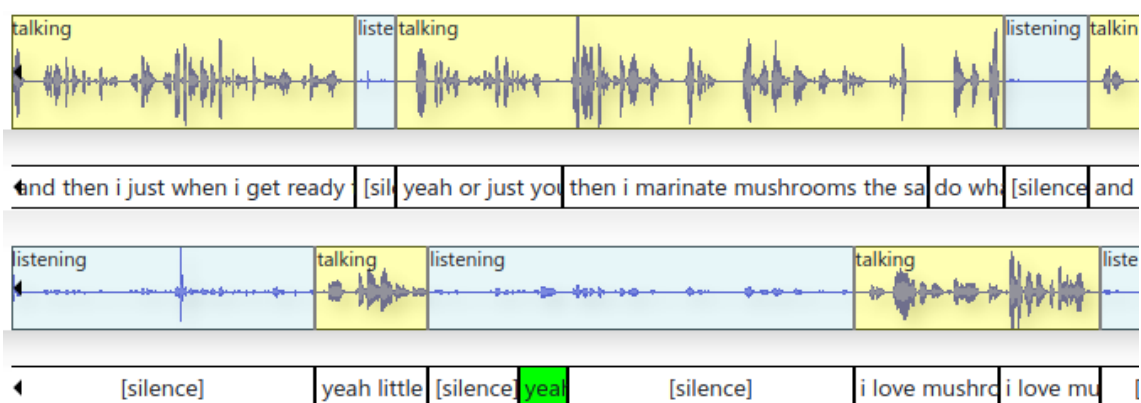 talking liste talking listening talkin
and then i just when i get ready [sil yeah or just you then i marinate mushrooms the sa do wha [silence and
listening talking listening talking liste
[silence] yeah little [silence] yeah [silence] i love mushro i love mu [